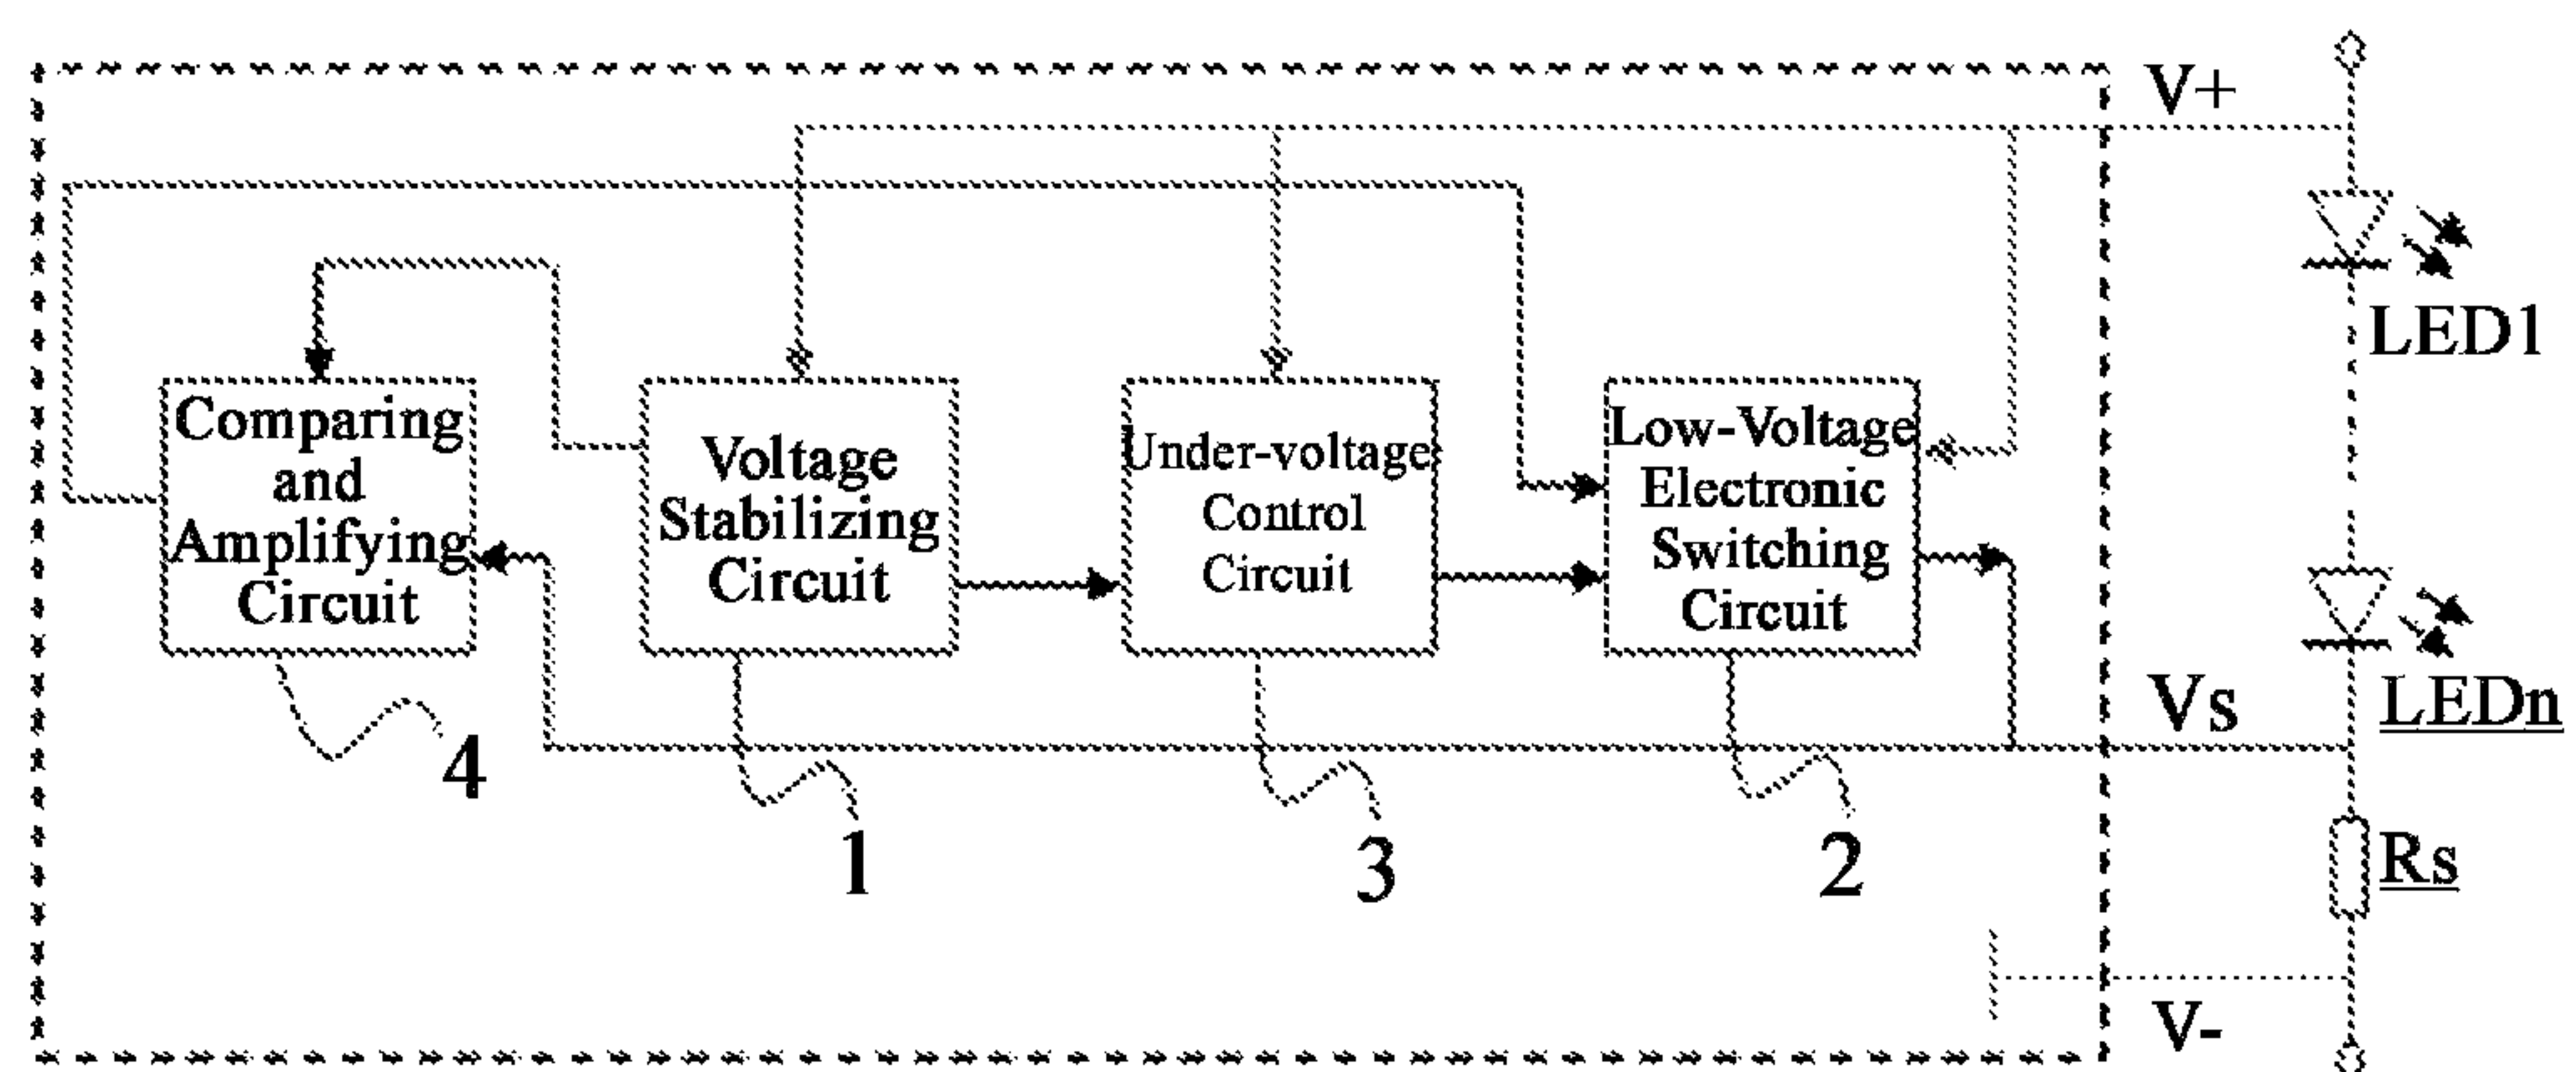 V+
LED1
Comparing
and
Amplifying
Circuit
Voltage
Stabilizing
Circuit
Under-voltage
Control
Circuit
Low-Voltage
Electronic
Switching
Circuit
Vs
LEDn
4
1
3
2
Rs
V-